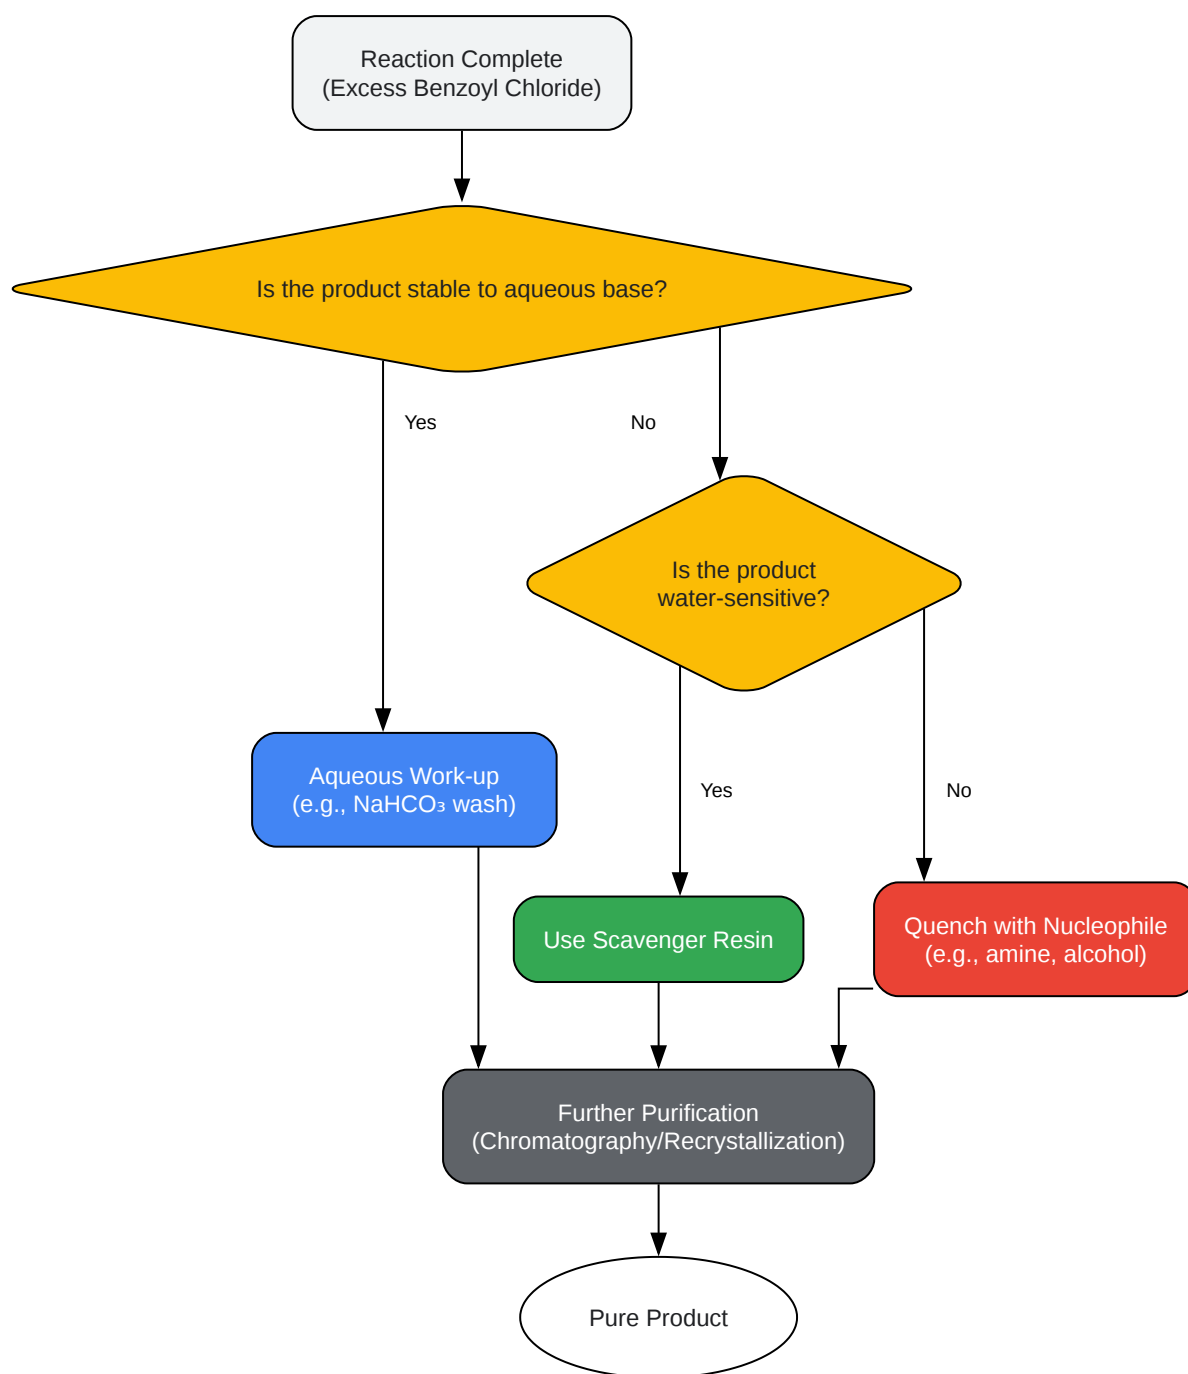 Reaction Complete
(Excess Benzoyl Chloride)
Is the product stable to aqueous base?
Yes
No
Is the product
water-sensitive?
Aqueous Work-up
(e.g., NaHCO₃ wash)
Yes
No
Use Scavenger Resin
Quench with Nucleophile
(e.g., amine, alcohol)
Further Purification
(Chromatography/Recrystallization)
Pure Product